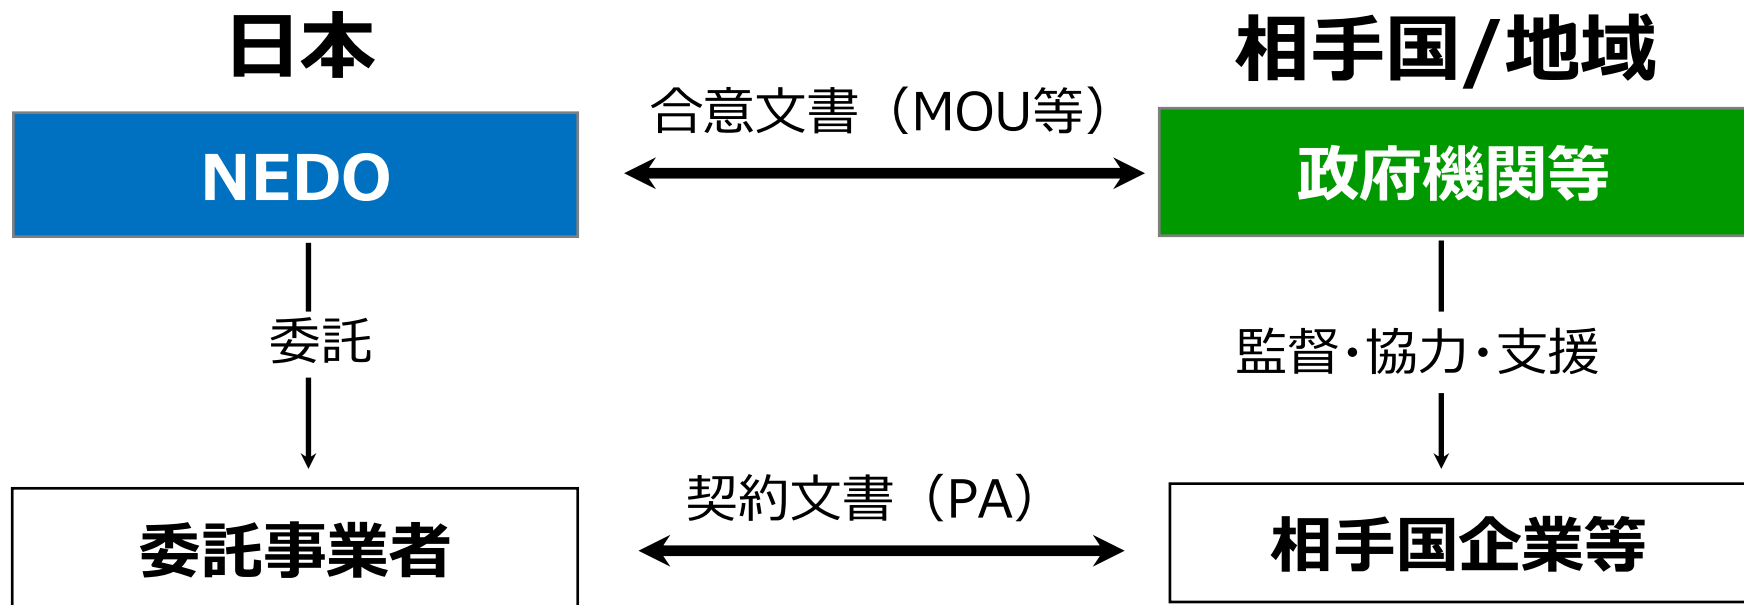 日本
相手国/地域
合意文書（MOU等）
NEDO
政府機関等
委託
監督・協力・支援
契約文書（PA）
委託事業者
相手国企業等